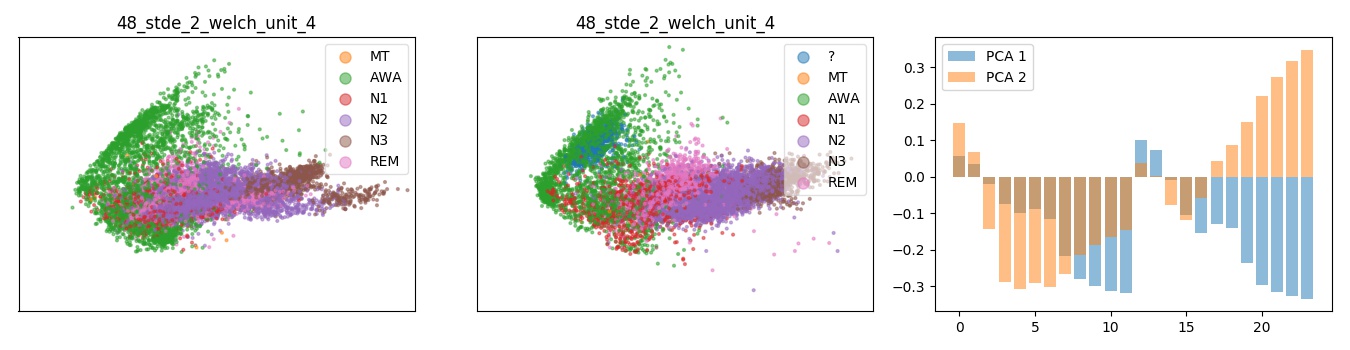 48_stde_2_welch_unit_4
MT
AWA
N1
N2
N3
REM
48_stde_2_welch_unit_4
?
MT
AWA
N1
N2
N3
REM
PCA 1
PCA 2
0.3
0.2
0.1
0.0
−0.1
−0.2
−0.3
0 5 10 15 20